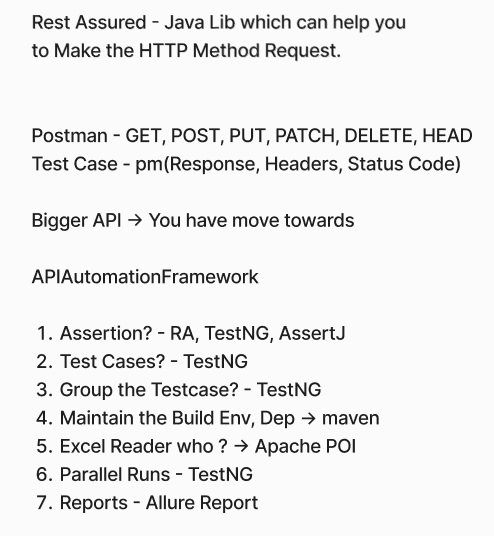 Rest Assured - Java Lib which can help you
to Make the HTTP Method Request.
Postman - GET, POST, PUT, PATCH, DELETE, HEAD
Test Case - pm(Response, Headers, Status Code)
Bigger API → You have move towards
APIAutomationFramework
1. Assertion? - RA, TestNG, AssertJ
2. Test Cases? - TestNG
3. Group the Testcase? - TestNG
4. Maintain the Build Env, Dep → maven
5. Excel Reader who ? → Apache POI
6. Parallel Runs - TestNG
7. Reports - Allure Report